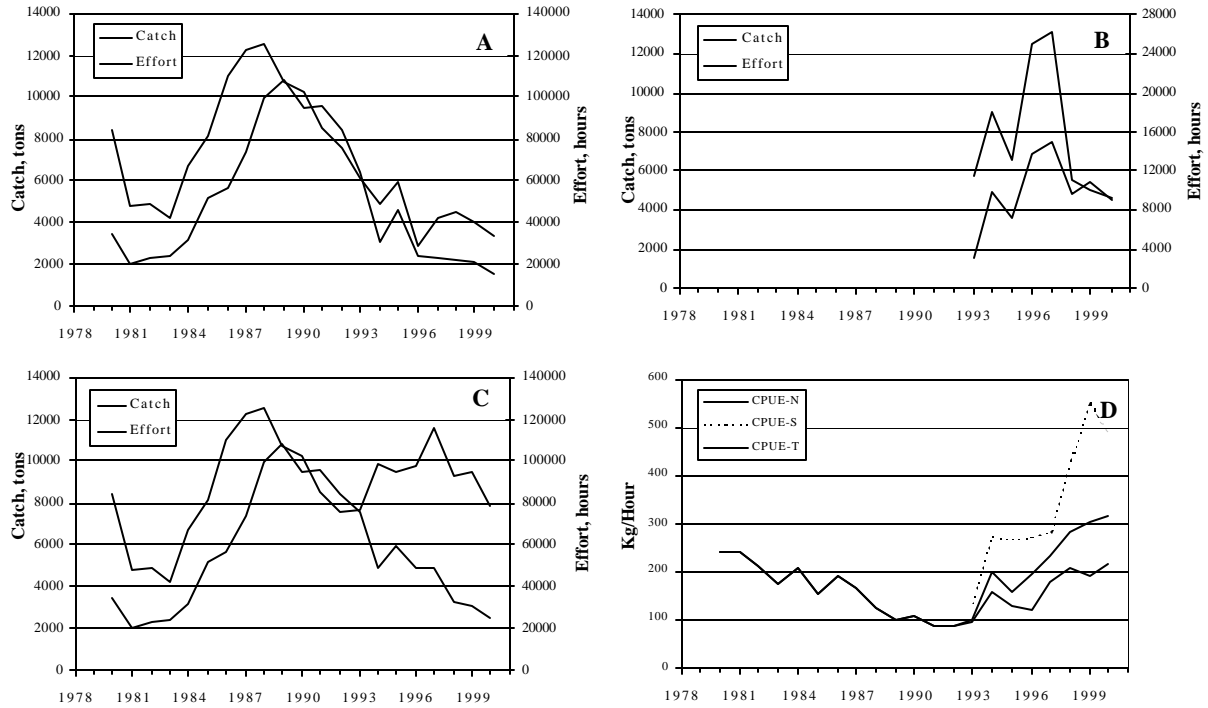 A
Catch
Effort
Catch, tons
14000
12000
10000
8000
6000
4000
2000
0
Effort, hours
140000
120000
100000
80000
60000
40000
20000
0
1978 1981 1984 1987 1990 1993 1996 1999
B
Catch
Effort
Catch, tons
14000
12000
10000
8000
6000
4000
2000
0
Effort, hours
28000
24000
20000
16000
12000
8000
4000
0
1978 1981 1984 1987 1990 1993 1996 1999
C
Catch
Effort
Catch, tons
14000
12000
10000
8000
6000
4000
2000
0
Effort, hours
140000
120000
100000
80000
60000
40000
20000
0
1978 1981 1984 1987 1990 1993 1996 1999
D
CPUE-N
CPUE-S
CPUE-T
Kg/Hour
600
500
400
300
200
100
0
1978 1981 1984 1987 1990 1993 1996 1999